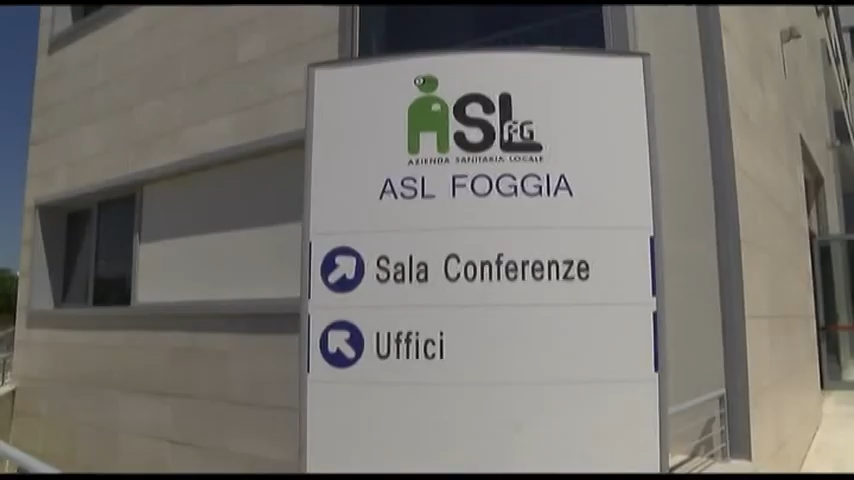 ASL FG
AZIENDA SANITARIA LOCALE
ASL FOGGIA
Sala Conferenze
Uffici